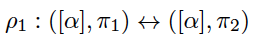 ρ₁ : ([α], π₁) ↔ ([α], π₂)